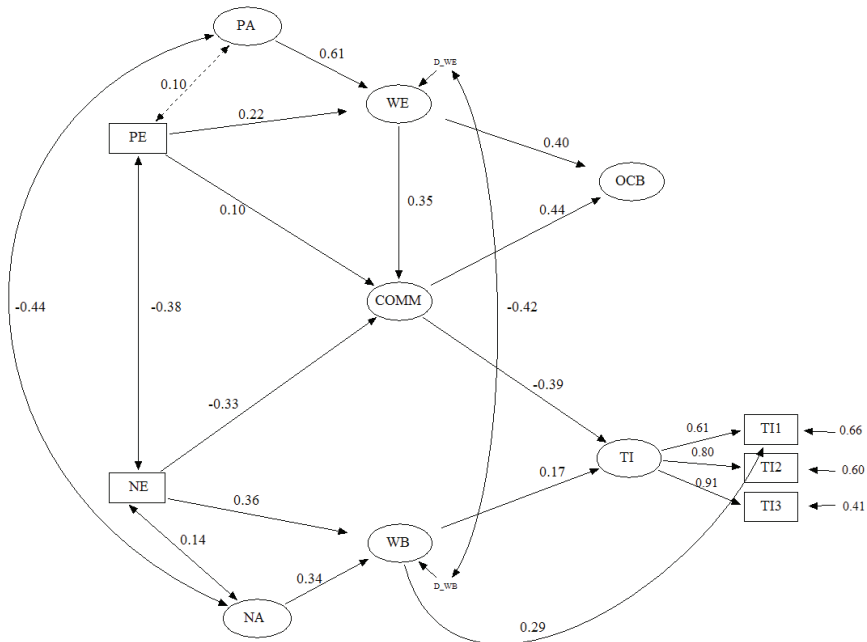 PA
0.61
D_WE
0.10
WE
PE
0.22
0.40
OCB
0.10
0.35
0.44
COMM
-0.44
-0.38
-0.42
-0.33
-0.39
0.61
TI1
0.66
TI
0.80
TI2
0.60
0.17
NE
0.91
TI3
0.41
0.36
0.14
WB
0.34
D_WB
NA
0.29